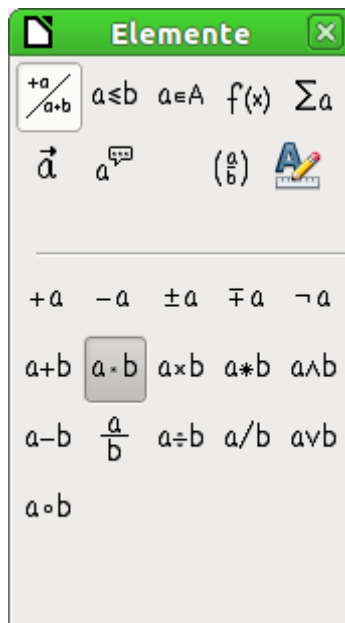 Elemente
+a/a+b a≤b a∈A f(x) Σa
a⃗ a (a/b) A
+a −a ±a ∓a ¬a
a+b a·b a×b a∗b a∧b
a−b a/b a÷b a/b a∨b
a∘b